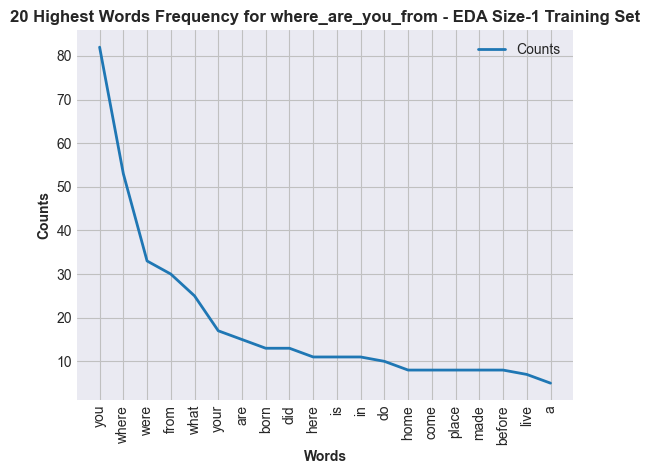 20 Highest Words Frequency for where_are_you_from - EDA Size-1 Training Set
Counts
80
70
60
50
40
30
20
10
Counts
you
where
were
from
what
your
are
born
did
here
is
in
do
home
come
place
made
before
live
a
Words